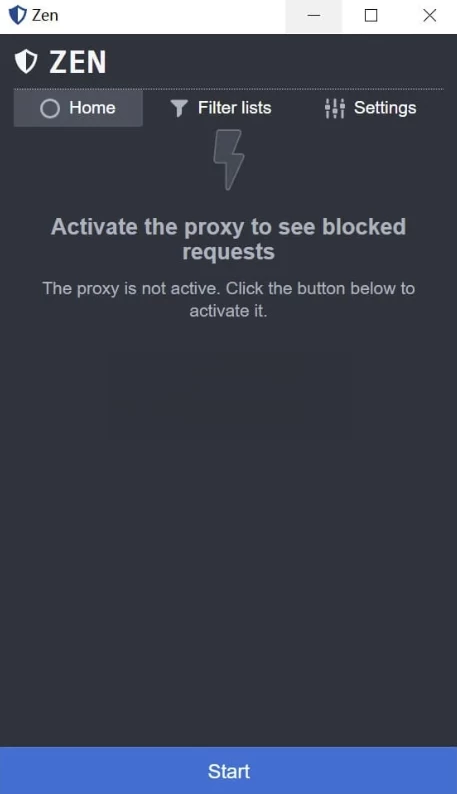 Zen
ZEN
Home Filter lists Settings
Activate the proxy to see blocked
requests
The proxy is not active. Click the button below to
activate it.
Start